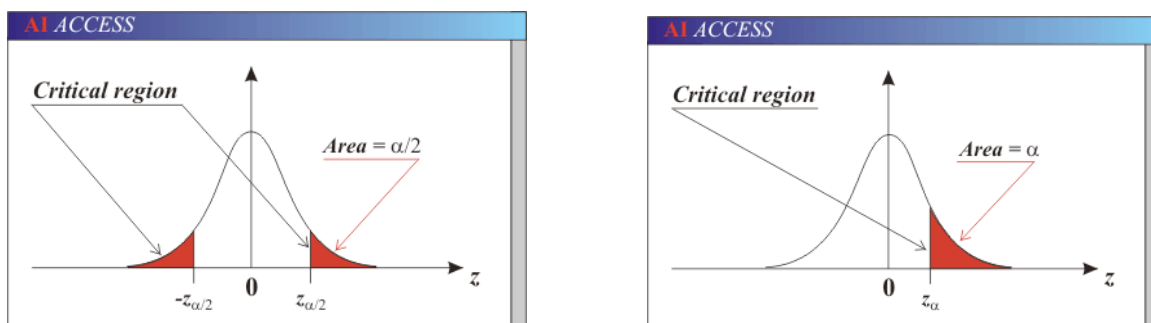 AI ACCESS
Critical region
Area = α/2
0
z
-zα/2
zα/2
AI ACCESS
Critical region
Area = α
0
z
zα